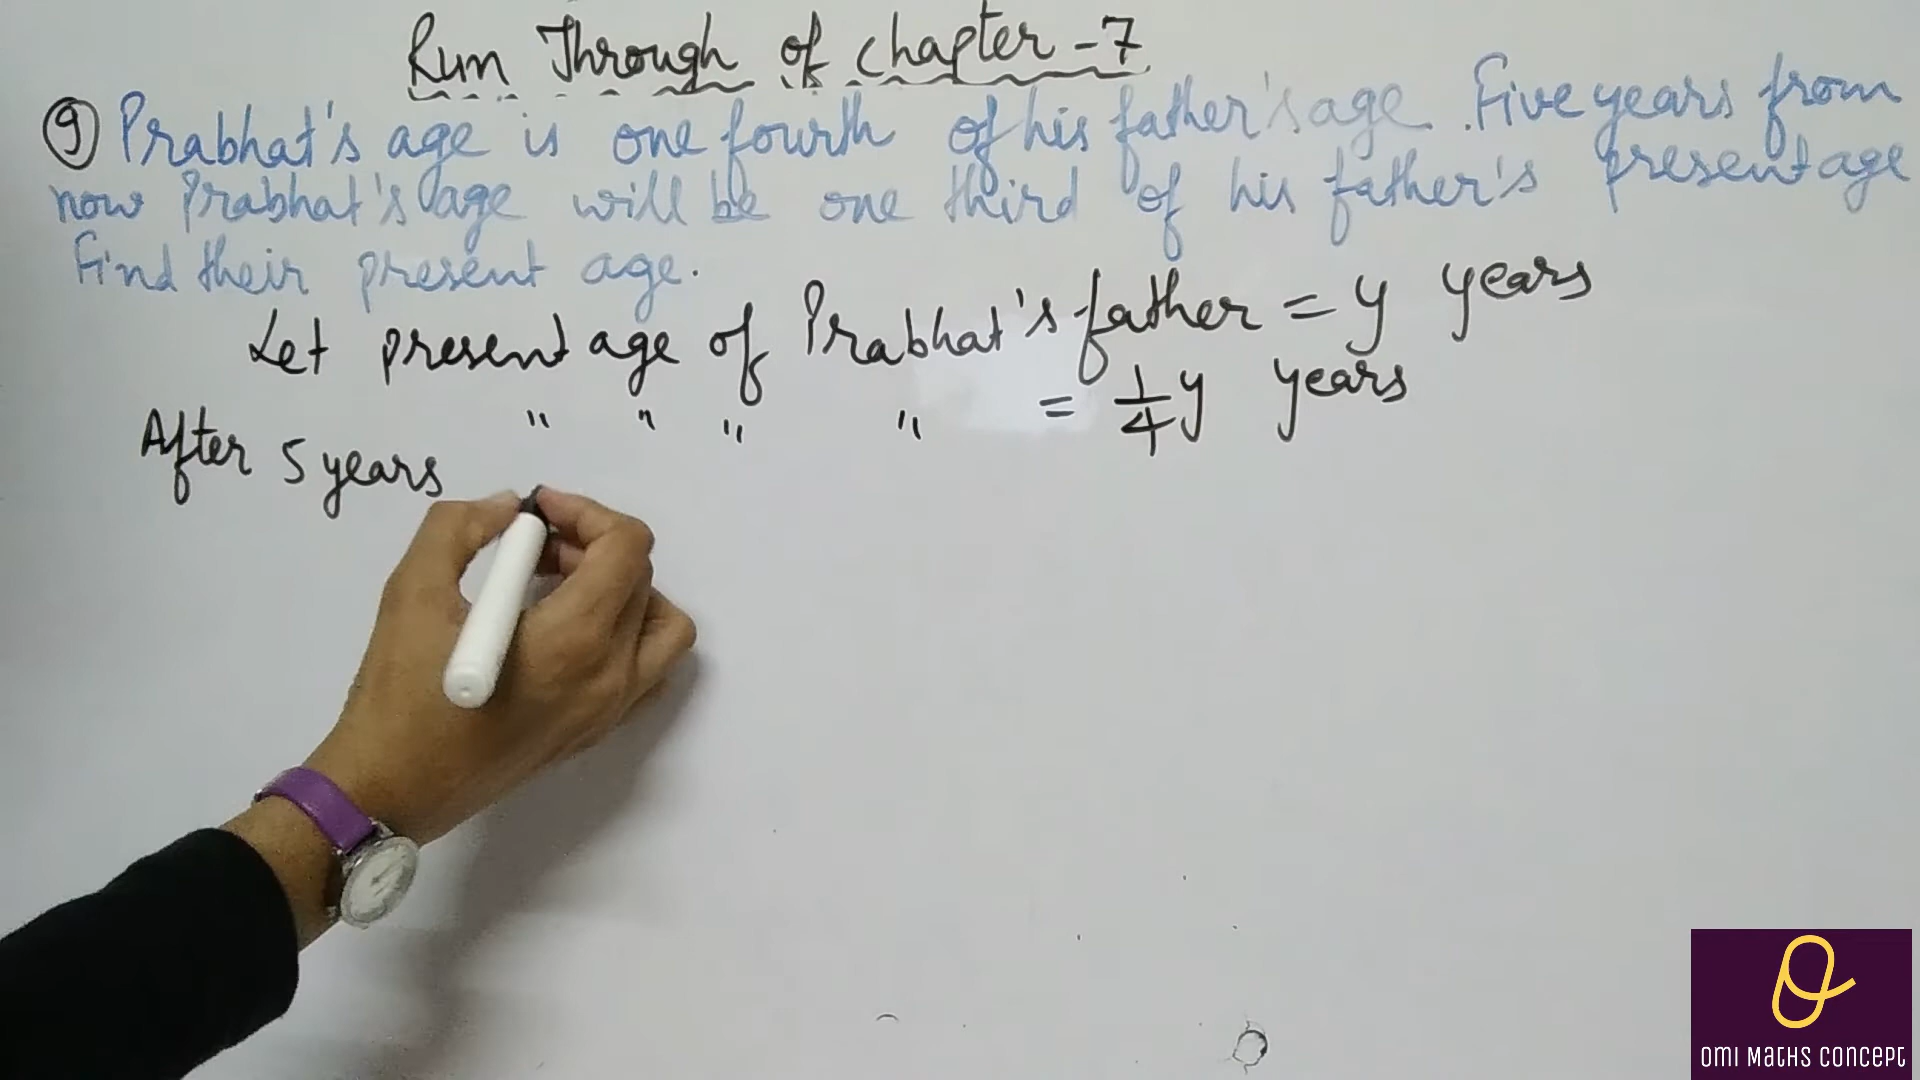 Run Through of chapter - 7
9 Prabhat's age is one fourth of his father's age. Five years from
now Prabhat's age will be one third of his father's present age
Find their present age.
Let present age of Prabhat's father = y years
" " " " = 1/4 y years
After 5 years
OMI MATHS CONCEPT